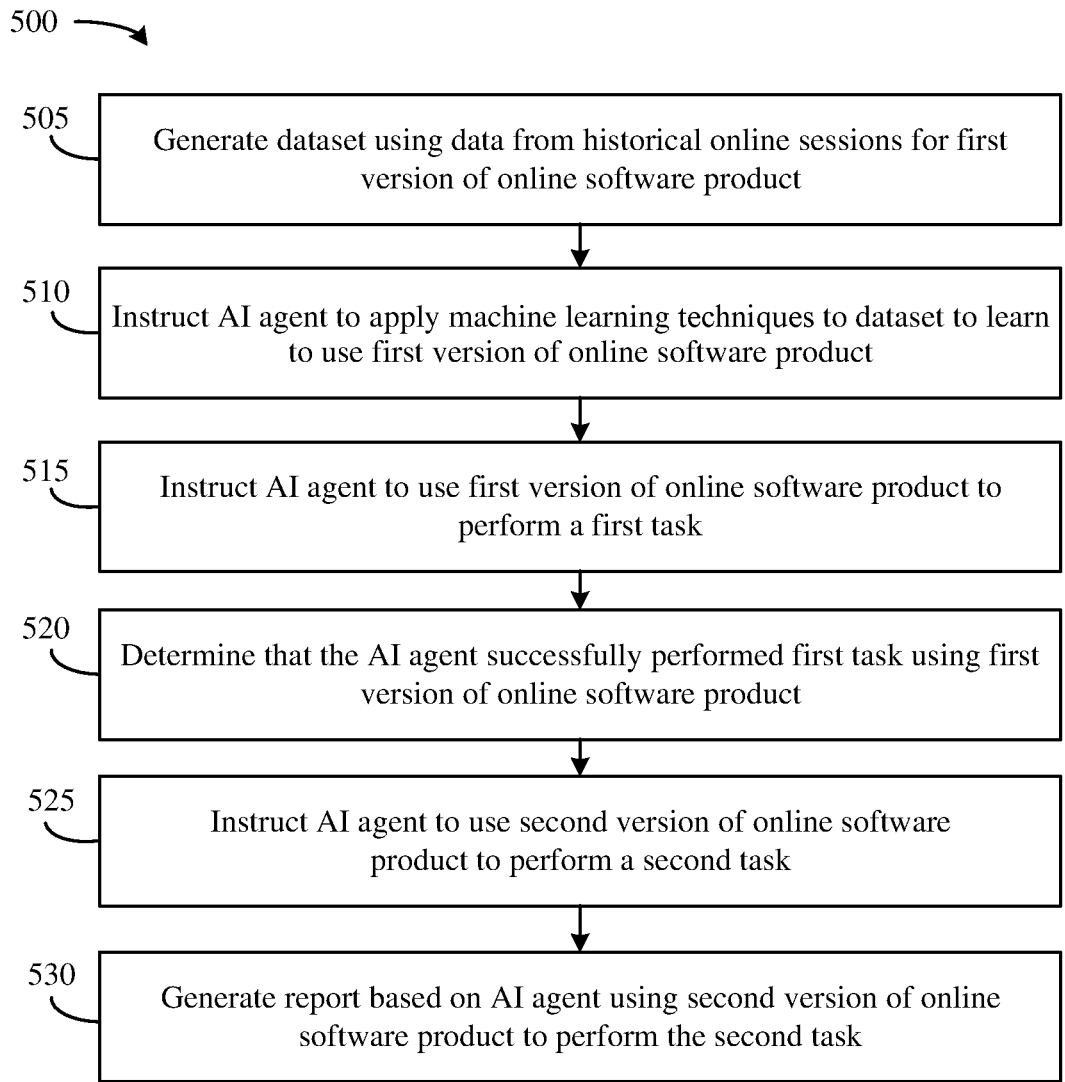 500
505
Generate dataset using data from historical online sessions for first
version of online software product
510
Instruct AI agent to apply machine learning techniques to dataset to learn
to use first version of online software product
515
Instruct AI agent to use first version of online software product to
perform a first task
520
Determine that the AI agent successfully performed first task using first
version of online software product
525
Instruct AI agent to use second version of online software
product to perform a second task
530
Generate report based on AI agent using second version of online
software product to perform the second task